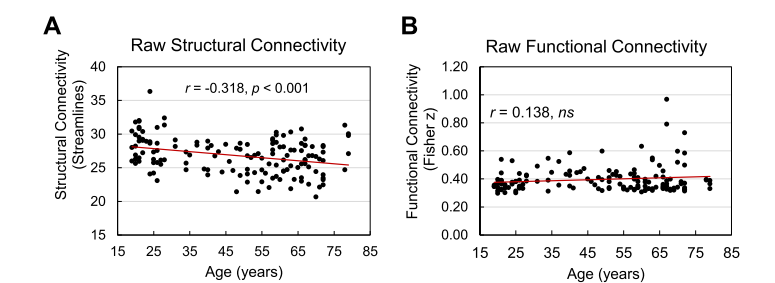 A
Raw Structural Connectivity
Structural Connectivity
(Streamlines)
40
35
30
25
20
15
r = -0.318, p < 0.001
15 25 35 45 55 65 75 85
Age (years)
B
Raw Functional Connectivity
Functional Connectivity
(Fisher z)
1.20
1.00
0.80
0.60
0.40
0.20
0.00
r = 0.138, ns
15 25 35 45 55 65 75 85
Age (years)